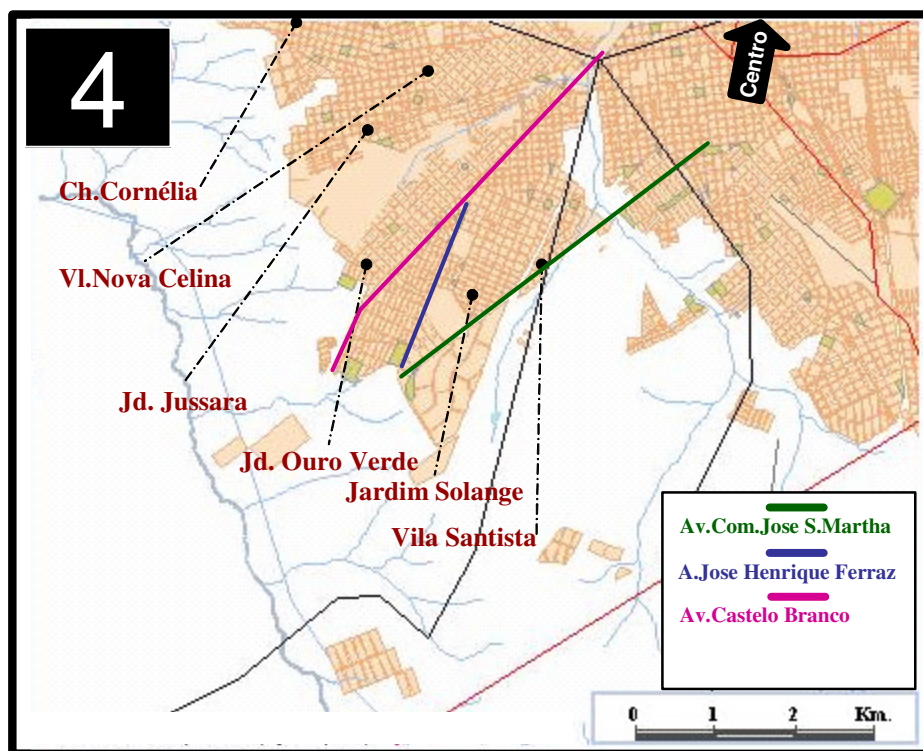 4
Centro
Ch.Cornélia
Vl.Nova Celina
Jd. Jussara
Jd. Ouro Verde
Jardim Solange
Vila Santista
Av.Com.Jose S.Martha
A.Jose Henrique Ferraz
Av.Castelo Branco
0 1 2 Km.